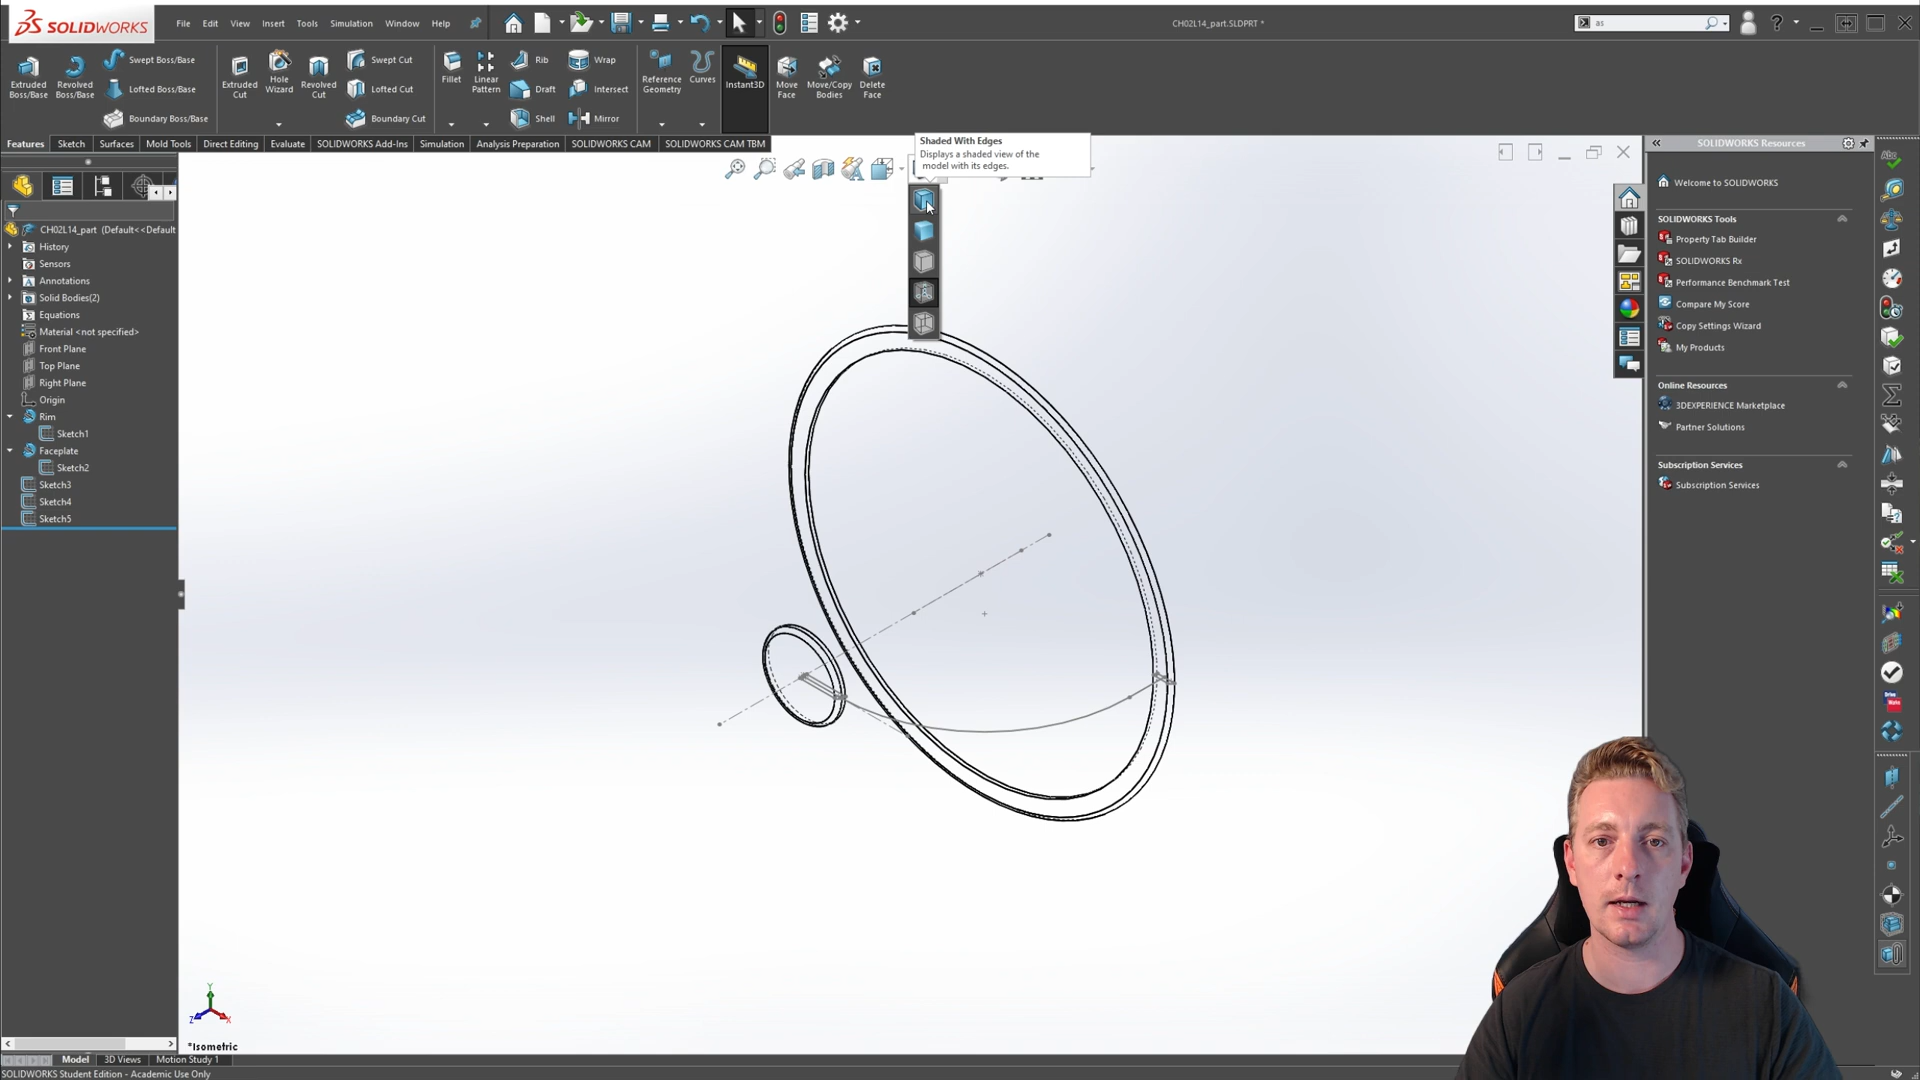 SOLIDWORKS
File Edit View Insert Tools Simulation Window Help
CH02L14_part.SLDPRT *
as
Extruded Boss/Base
Revolved Boss/Base
Swept Boss/Base
Lofted Boss/Base
Boundary Boss/Base
Extruded Cut
Hole Wizard
Revolved Cut
Swept Cut
Lofted Cut
Boundary Cut
Fillet
Linear Pattern
Rib
Draft
Shell
Wrap
Intersect
Mirror
Reference Geometry
Curves
Instant3D
Move Face
Move/Copy Bodies
Delete Face
Features Sketch Surfaces Mold Tools Direct Editing Evaluate SOLIDWORKS Add-Ins Simulation Analysis Preparation SOLIDWORKS CAM SOLIDWORKS CAM TBM
Shaded With Edges
Displays a shaded view of the
model with its edges.
CH02L14_part (Default<<Default
History
Sensors
Annotations
Solid Bodies(2)
Equations
Material <not specified>
Front Plane
Top Plane
Right Plane
Origin
Rim
Sketch1
Faceplate
Sketch2
Sketch3
Sketch4
Sketch5
SOLIDWORKS Resources
Welcome to SOLIDWORKS
SOLIDWORKS Tools
Property Tab Builder
SOLIDWORKS Rx
Performance Benchmark Test
Compare My Score
Copy Settings Wizard
My Products
Online Resources
3DEXPERIENCE Marketplace
Partner Solutions
Subscription Services
Subscription Services
Y
Z
X
*Isometric
Model 3D Views Motion Study 1
SOLIDWORKS Student Edition - Academic Use Only